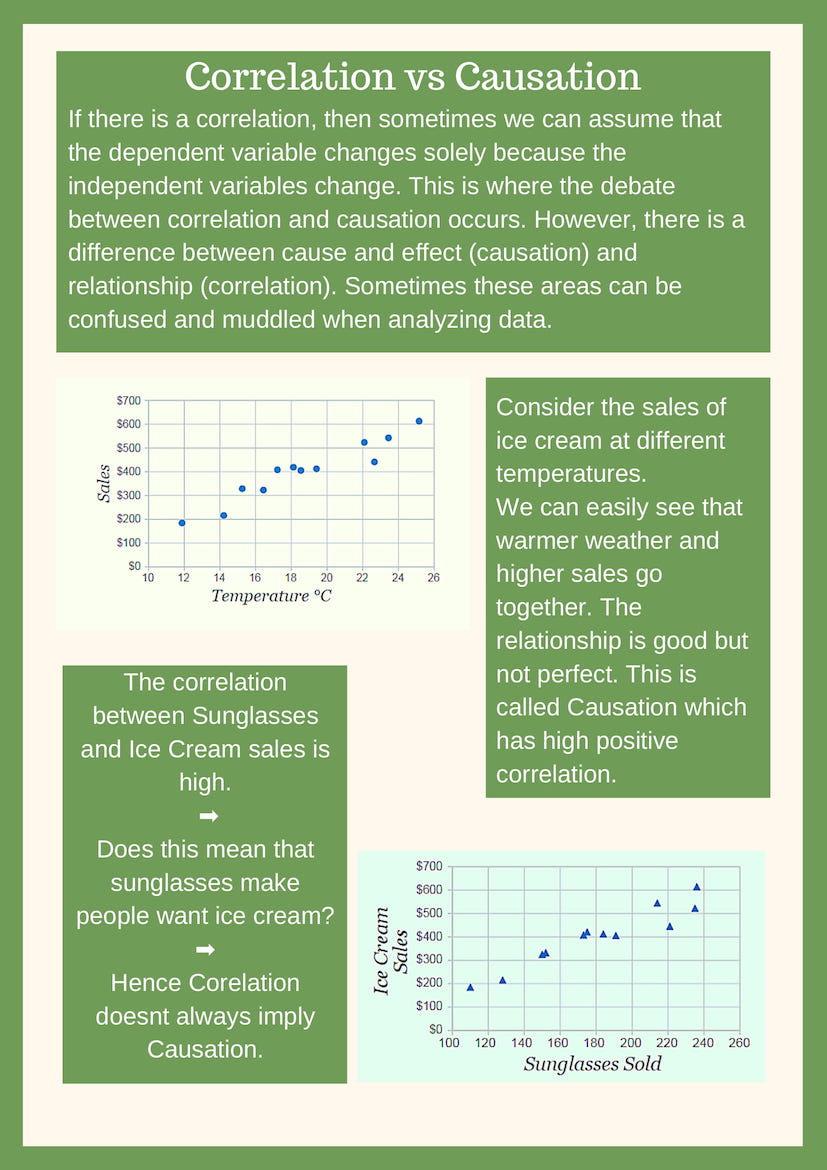 Correlation vs Causation
If there is a correlation, then sometimes we can assume that
the dependent variable changes solely because the
independent variables change. This is where the debate
between correlation and causation occurs. However, there is a
difference between cause and effect (causation) and
relationship (correlation). Sometimes these areas can be
confused and muddled when analyzing data.
$700
$600
$500
$400
$300
$200
$100
$0
Sales
10 12 14 16 18 20 22 24 26
Temperature °C
Consider the sales of
ice cream at different
temperatures.
We can easily see that
warmer weather and
higher sales go
together. The
relationship is good but
not perfect. This is
called Causation which
has high positive
correlation.
The correlation
between Sunglasses
and Ice Cream sales is
high.
➡
Does this mean that
sunglasses make
people want ice cream?
➡
Hence Corelation
doesnt always imply
Causation.
$700
$600
$500
$400
$300
$200
$100
$0
Ice Cream
Sales
100 120 140 160 180 200 220 240 260
Sunglasses Sold